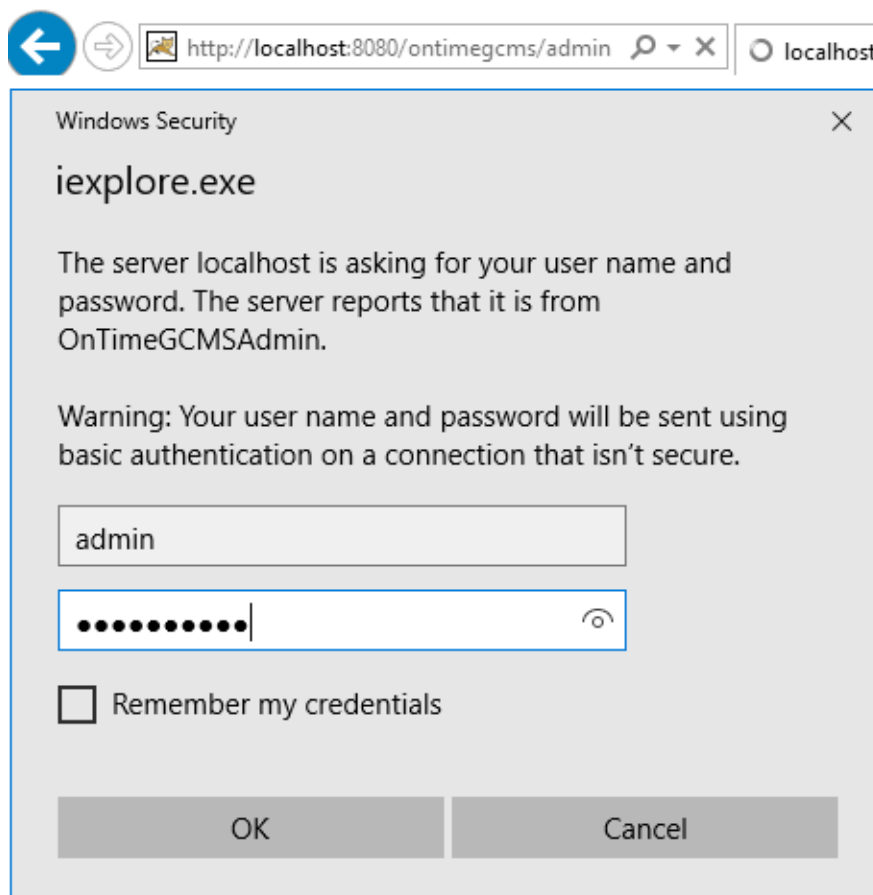 http://localhost:8080/ontimegcms/admin localhost
Windows Security
iexplore.exe
The server localhost is asking for your user name and
password. The server reports that it is from
OnTimeGCMSAdmin.
Warning: Your user name and password will be sent using
basic authentication on a connection that isn't secure.
admin
●●●●●●●●●●
Remember my credentials
OK Cancel